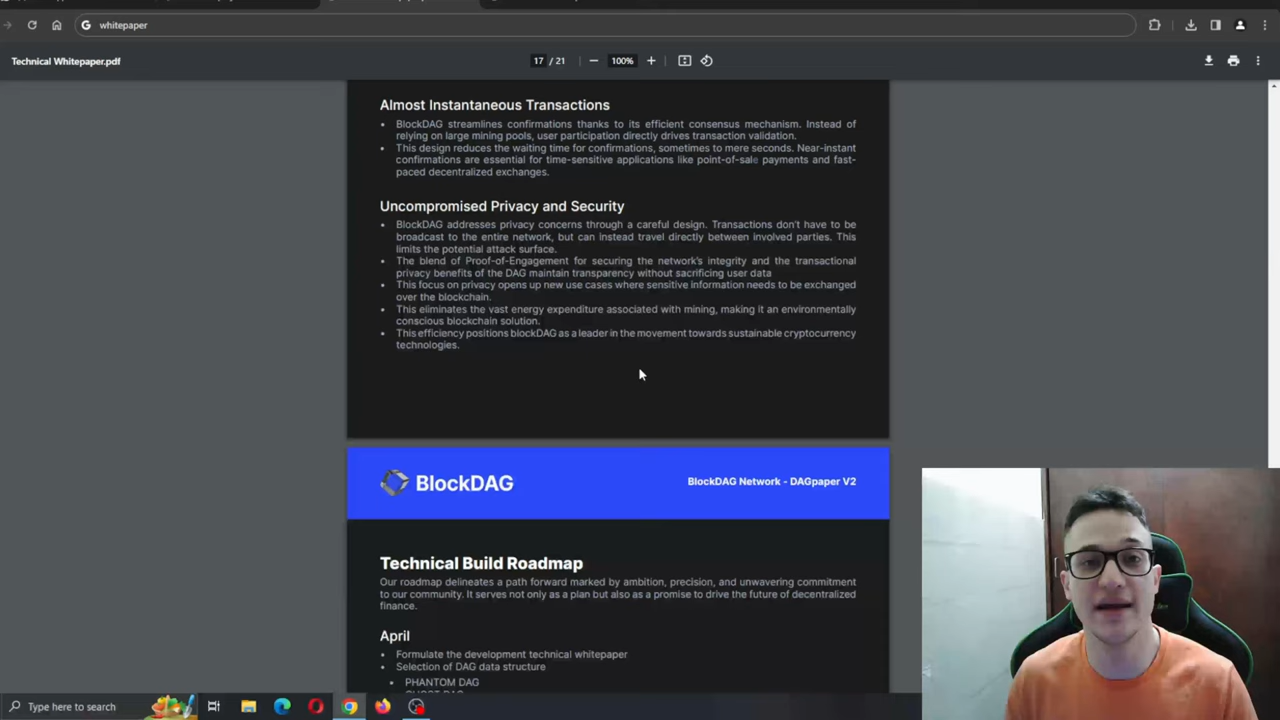 whitepaper
Technical Whitepaper.pdf
17 / 21
100%
Almost Instantaneous Transactions
BlockDAG streamlines confirmations thanks to its efficient consensus mechanism. Instead of
relying on large mining pools, user participation directly drives transaction validation.
This design reduces the waiting time for confirmations, sometimes to mere seconds. Near-instant
confirmations are essential for time-sensitive applications like point-of-sale payments and fast-
paced decentralized exchanges.
Uncompromised Privacy and Security
BlockDAG addresses privacy concerns through a careful design. Transactions don't have to be
broadcast to the entire network, but can instead travel directly between involved parties. This
limits the potential attack surface.
The blend of Proof-of-Engagement for securing the network's integrity and the transactional
privacy benefits of the DAG maintain transparency without sacrificing user data
This focus on privacy opens up new use cases where sensitive information needs to be exchanged
over the blockchain.
This eliminates the vast energy expenditure associated with mining, making it an environmentally
conscious blockchain solution.
This efficiency positions blockDAG as a leader in the movement towards sustainable cryptocurrency
technologies.
BlockDAG
BlockDAG Network - DAGpaper V2
Technical Build Roadmap
Our roadmap delineates a path forward marked by ambition, precision, and unwavering commitment
to our community. It serves not only as a plan but also as a promise to drive the future of decentralized
finance.
April
Formulate the development technical whitepaper
Selection of DAG data structure
PHANTOM DAG
Type here to search